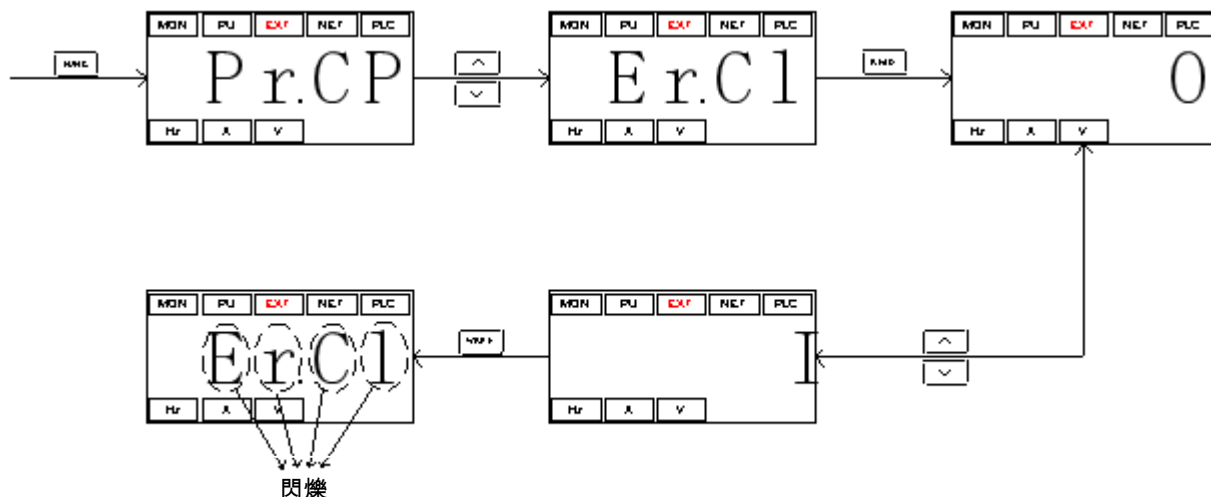 MON PU EXT NET PLC
Pr.CP
Hz A V
MON PU EXT NET PLC
Er.Cl
Hz A V
READ
MON PU EXT NET PLC
0
Hz A V
MON PU EXT NET PLC
Er.Cl
Hz A V
MON PU EXT NET PLC
I
Hz A V
閃爍